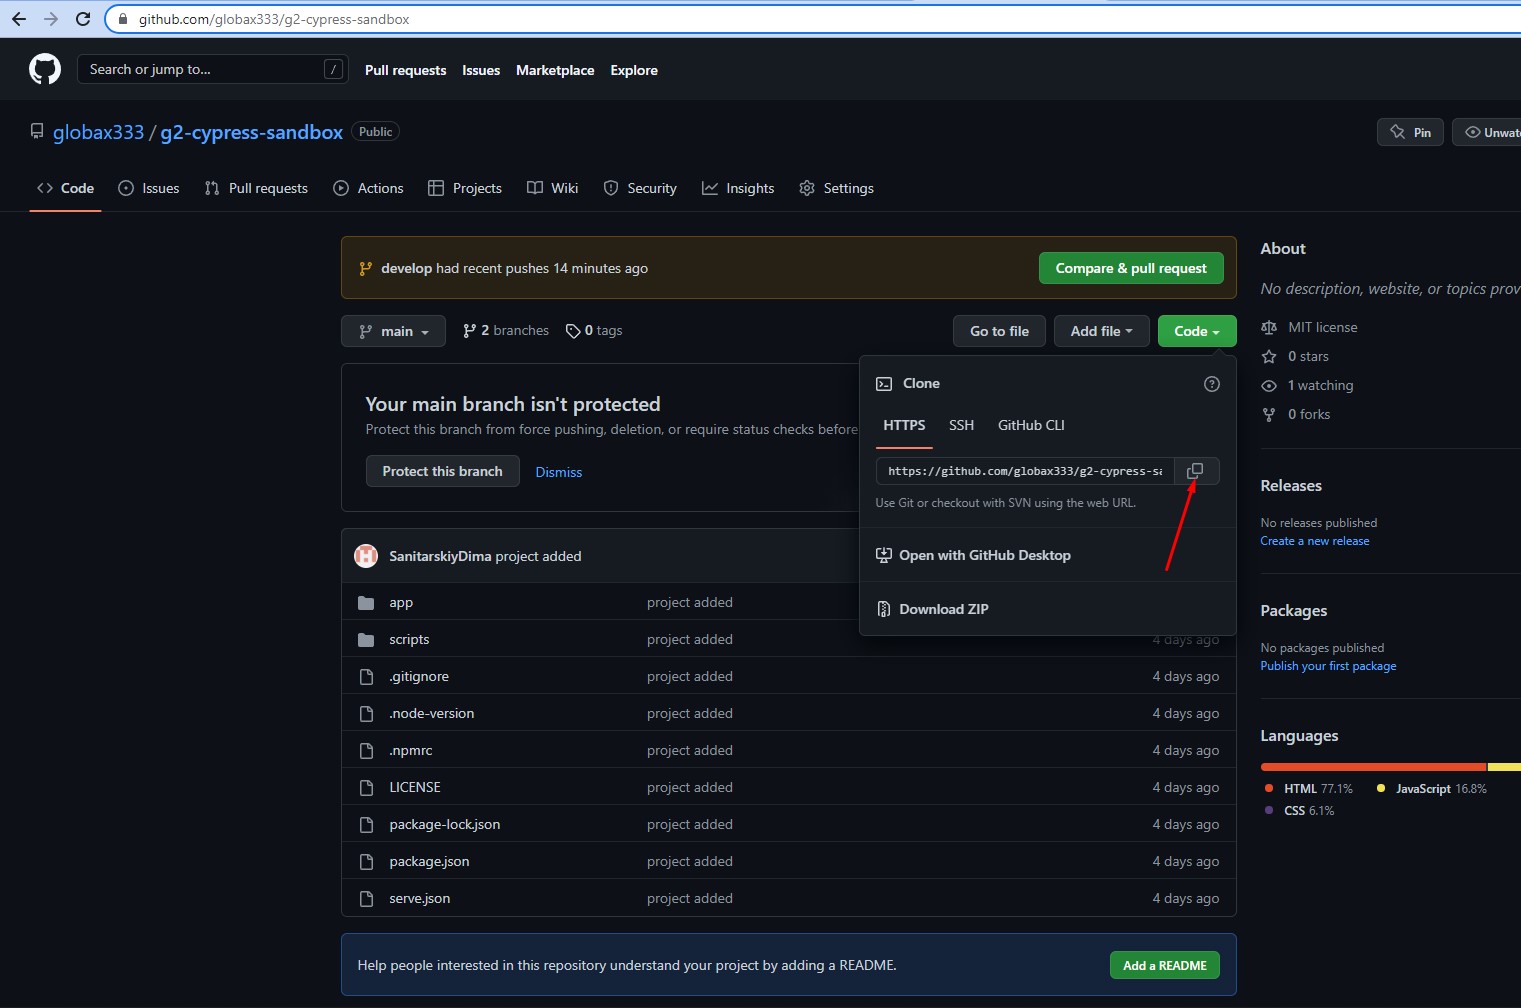 github.com/globax333/g2-cypress-sandbox
Search or jump to... / Pull requests Issues Marketplace Explore
globax333 / g2-cypress-sandbox Public Pin Unwat
Code Issues Pull requests Actions Projects Wiki Security Insights Settings
develop had recent pushes 14 minutes ago Compare & pull request
main 2 branches 0 tags Go to file Add file Code
Your main branch isn't protected
Protect this branch from force pushing, deletion, or require status checks before
Protect this branch Dismiss
Clone
HTTPS SSH GitHub CLI
https://github.com/globax333/g2-cypress-sa
Use Git or checkout with SVN using the web URL.
Open with GitHub Desktop
Download ZIP
SanitarskiyDima project added
app project added
scripts project added 4 days ago
.gitignore project added 4 days ago
.node-version project added 4 days ago
.npmrc project added 4 days ago
LICENSE project added 4 days ago
package-lock.json project added 4 days ago
package.json project added 4 days ago
serve.json project added 4 days ago
Help people interested in this repository understand your project by adding a README. Add a README
About
No description, website, or topics prov
MIT license
0 stars
1 watching
0 forks
Releases
No releases published
Create a new release
Packages
No packages published
Publish your first package
Languages
HTML 77.1% JavaScript 16.8%
CSS 6.1%